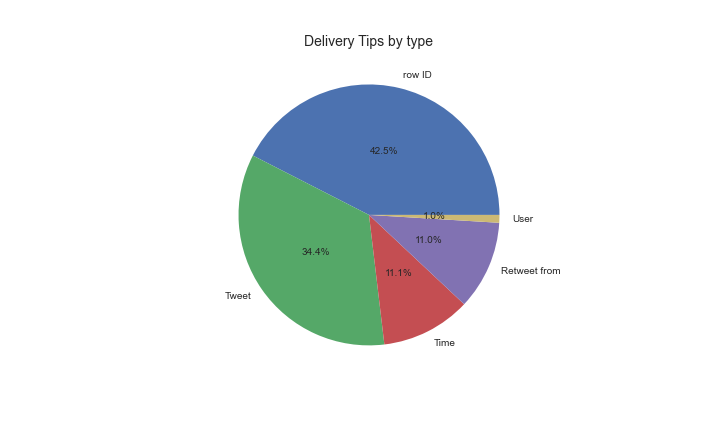 Delivery Tips by type
row ID
42.5%
1.0%
User
11.0%
34.4%
Retweet from
11.1%
Tweet
Time